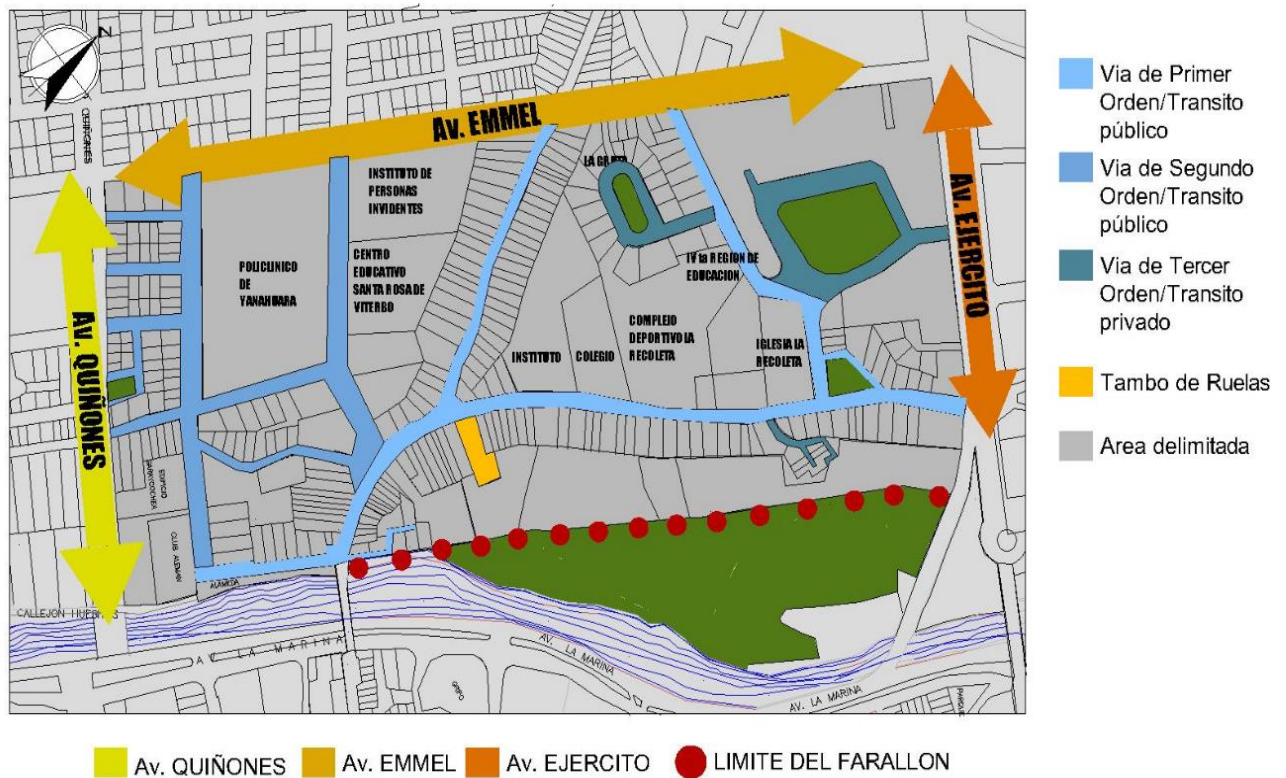 N
QUIÑONES
Av. EMMEL
Av. EJERCITO
Av. QUIÑONES
INSTITUTO DE
PERSONAS
INVIDENTES
CENTRO
EDUCATIVO
SANTA ROSA DE
VITERBO
POLICLINICO
DE
YANAHUARA
IV ta REGION DE
EDUCACION
COMPLEJO
DEPORTIVO LA
RECOLETA
INSTITUTO
COLEGIO
IGLESIA LA
RECOLETA
EDIFICIO
CLUB ALEMAN
ALAMEDA
AV. LA MARINA
AV. LA MARINA
AV. LA MARINA
Via de Primer
Orden/Transito
público
Via de Segundo
Orden/Transito
público
Via de Tercer
Orden/Transito
privado
Tambo de Ruelas
Area delimitada
Av. QUIÑONES
Av. EMMEL
Av. EJERCITO
LIMITE DEL FARALLON